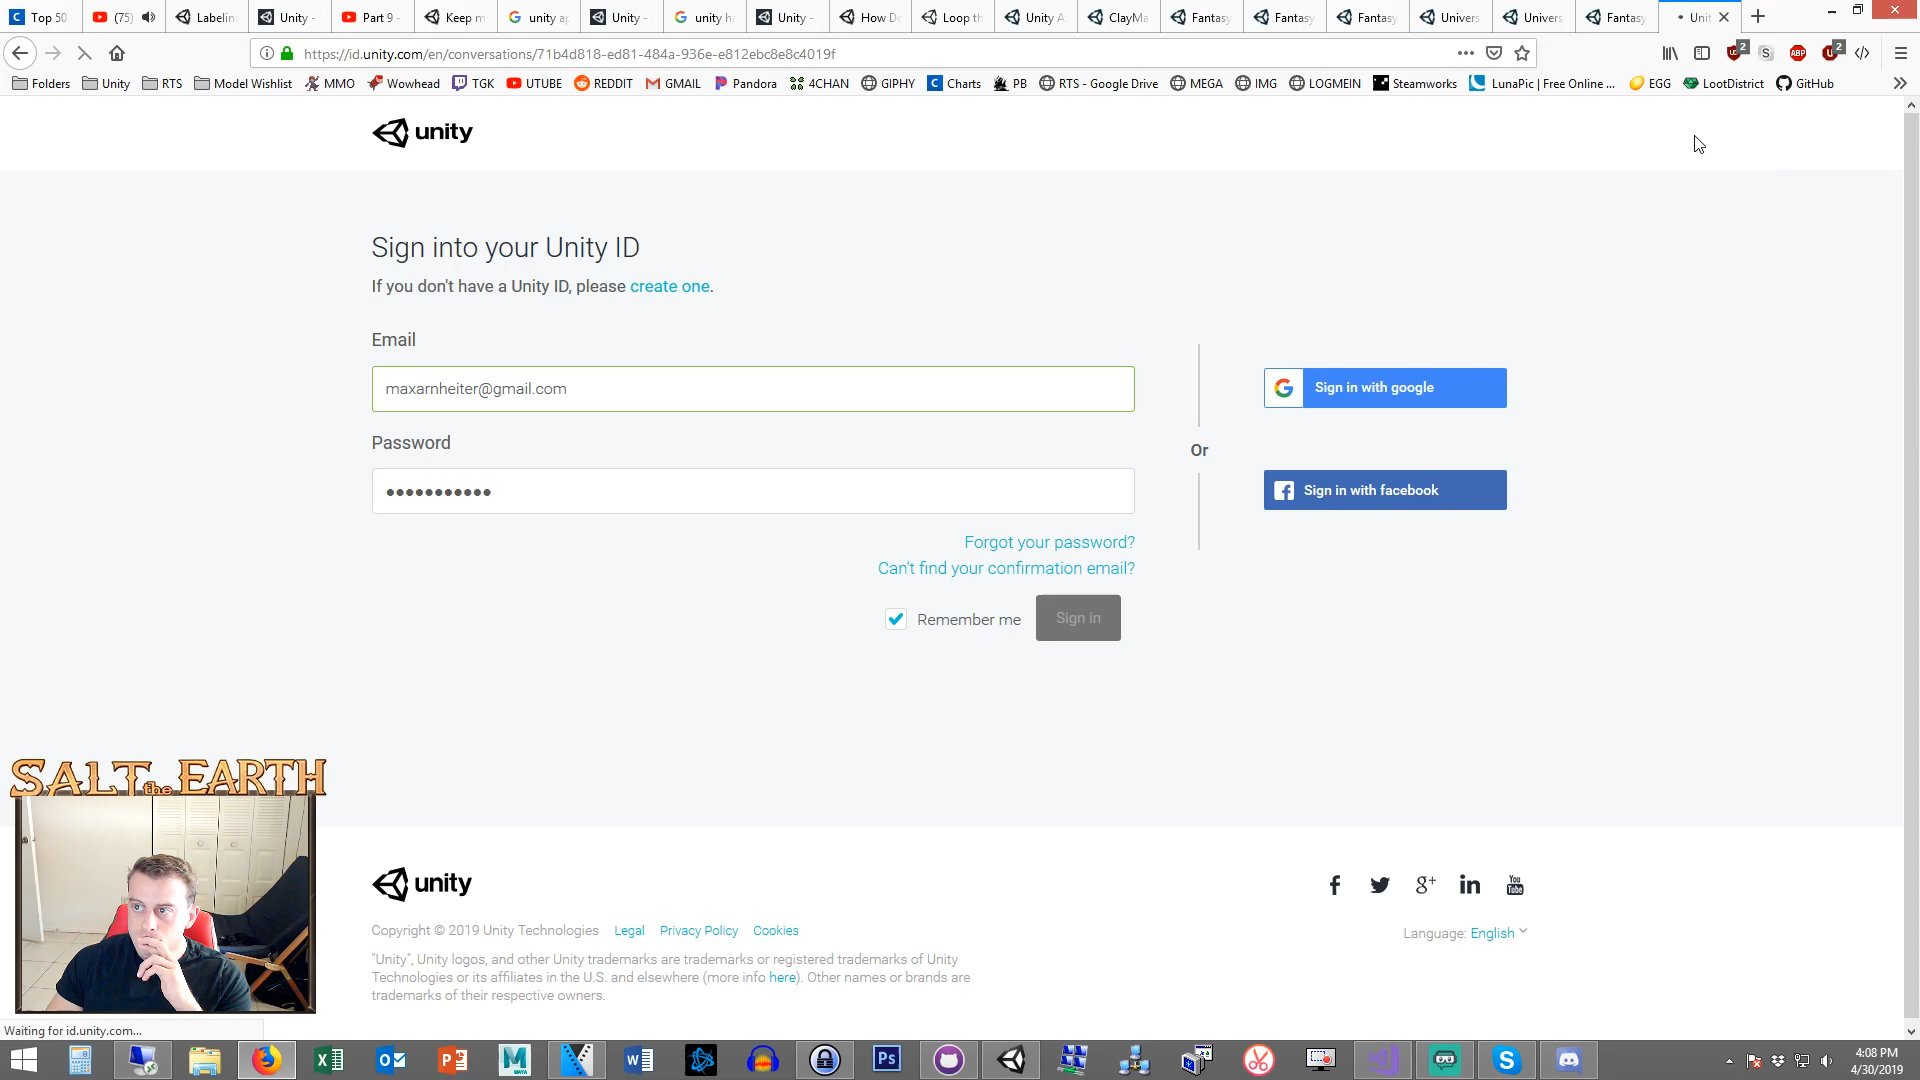 Top 50
(75)
Labelin
Unity -
Part 9 -
Keep m
unity ap
Unity -
unity ha
Unity -
How Do
Loop th
Unity A
ClayMa
Fantasy
Fantasy
Fantasy
Univers
Univers
Fantasy
Unit
https://id.unity.com/en/conversations/71b4d818-ed81-484a-936e-e812ebc8e8c4019f
2
S
ABP
2
Folders
Unity
RTS
Model Wishlist
MMO
Wowhead
TGK
UTUBE
REDDIT
GMAIL
Pandora
4CHAN
GIPHY
Charts
PB
RTS - Google Drive
MEGA
IMG
LOGMEIN
Steamworks
LunaPic | Free Online ...
EGG
LootDistrict
GitHub
unity
Sign into your Unity ID
If you don't have a Unity ID, please create one.
Email
maxarnheiter@gmail.com
Password
Forgot your password?
Can't find your confirmation email?
Remember me
Sign in
Sign in with google
Or
Sign in with facebook
SALT the EARTH
unity
Copyright © 2019 Unity Technologies Legal Privacy Policy Cookies
"Unity", Unity logos, and other Unity trademarks are trademarks or registered trademarks of Unity
Technologies or its affiliates in the U.S. and elsewhere (more info here). Other names or brands are
trademarks of their respective owners.
Language: English
Waiting for id.unity.com...
4:08 PM
4/30/2019